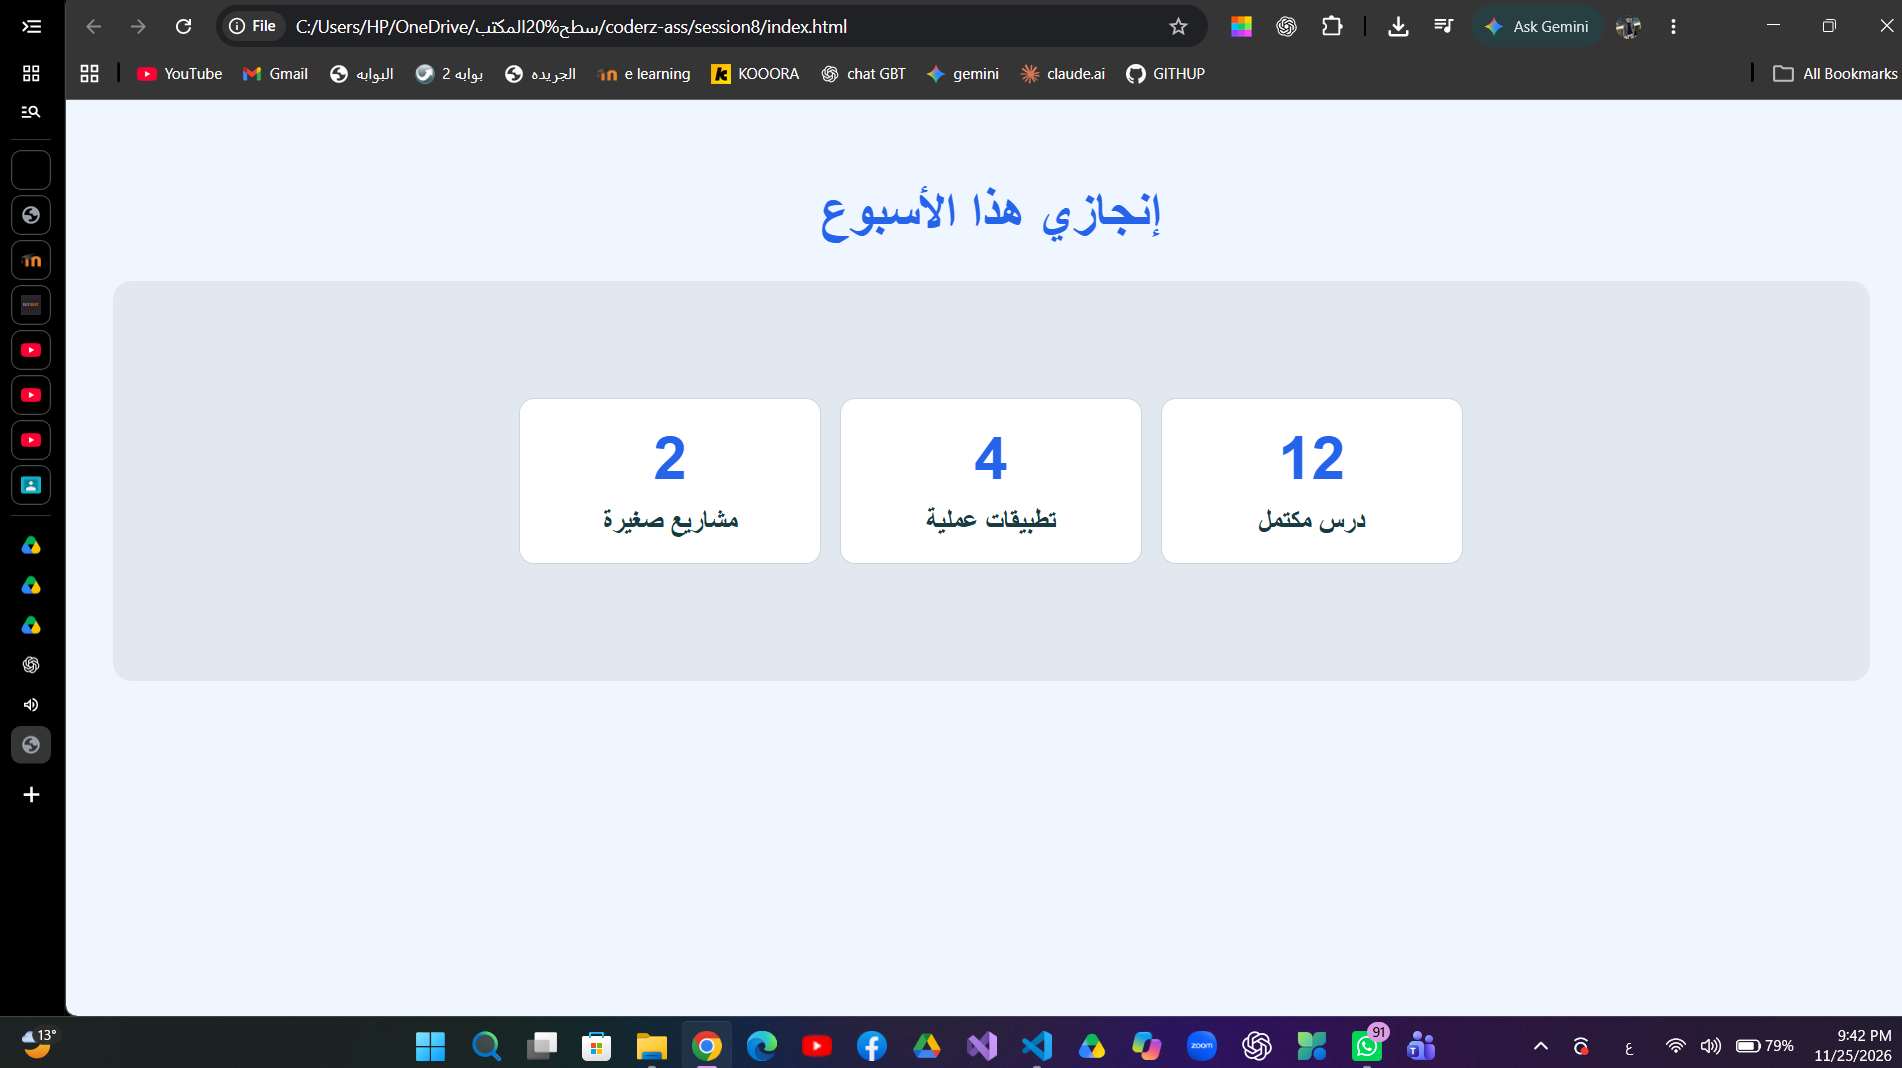 File C:/Users/HP/OneDrive/سطح%20المكتب/coderz-ass/session8/index.html
Ask Gemini
YouTube Gmail البوابه بوابه 2 الجريده e learning KOOORA chat GBT gemini claude.ai GITHUP All Bookmarks
إنجازي هذا الأسبوع
12
درس مكتمل
4
تطبيقات عملية
2
مشاريع صغيرة
13°
zoom
91
ع
79%
9:42 PM
11/25/2026